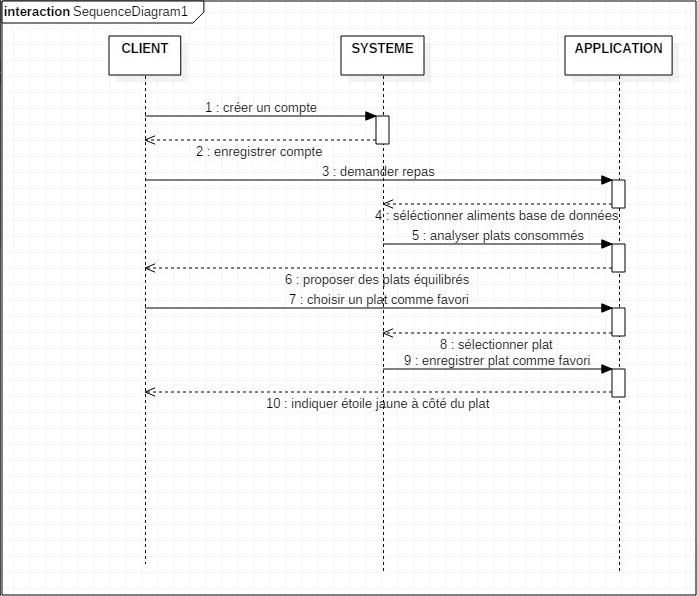 interaction SequenceDiagram1
CLIENT
SYSTEME
APPLICATION
1 : créer un compte
2 : enregistrer compte
3 : demander repas
4 : séléctionner aliments base de données
5 : analyser plats consommés
6 : proposer des plats équilibrés
7 : choisir un plat comme favori
8 : sélectionner plat
9 : enregistrer plat comme favori
10 : indiquer étoile jaune à côté du plat